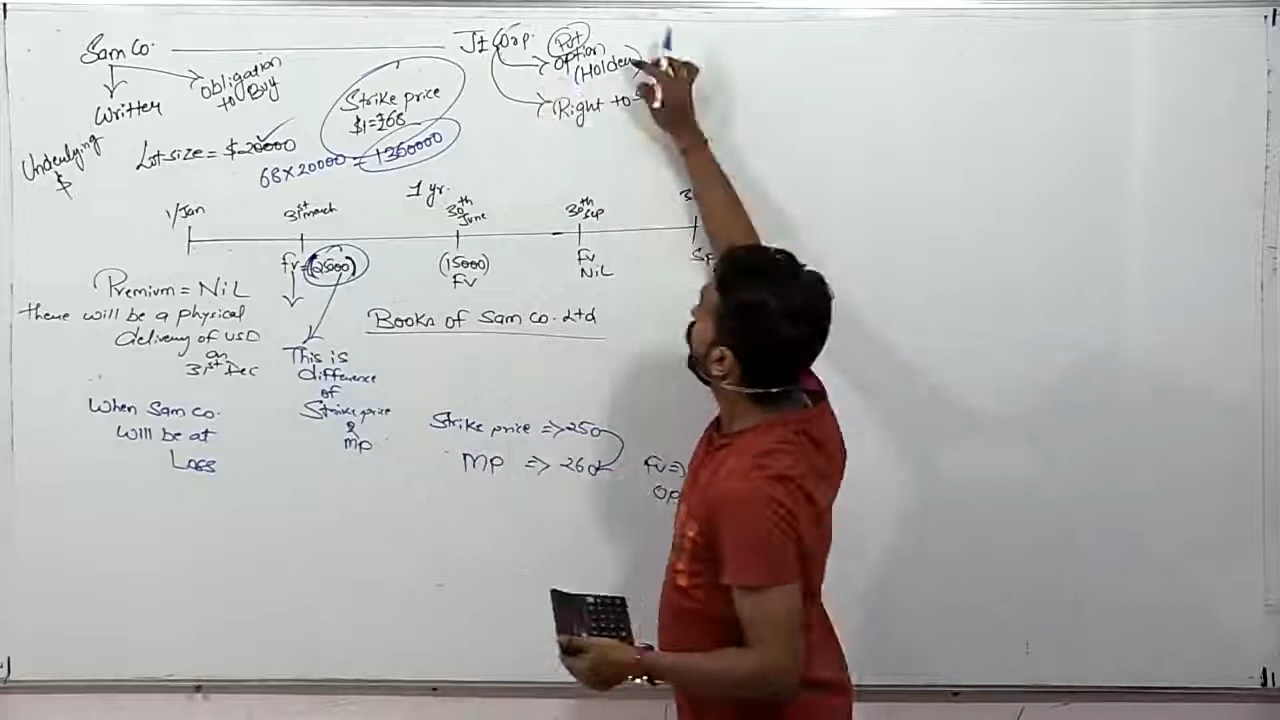 Sam Co.
Writter
Obligation
to Buy
Underlying
$
Lot size = $ 20000
Strike price
$1 = ₹68
68 x 20000 = 1360000
Corp.
Put
option
(Holder)
Right to
1 yr.
1/Jan
31st march
30th
June
30th
Sep
Fv = (25000)
(15000)
Fv
Fv
NiL
Premium = NiL
there will be a physical
delivery of USD
on
31st Dec
Books of Sam Co. Ltd
This is
difference
of
Strike price
&
MP
When Sam Co.
will be at
Loss
Strike price => 250
MP => 260
Fv =>
Op